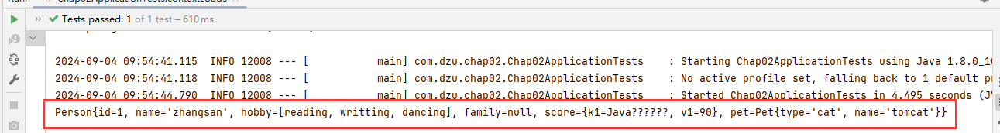 Tests passed: 1 of 1 test – 610 ms
2024-09-04 09:54:41.115  INFO 12008 --- [           main] com.dzu.chap02.Chap02ApplicationTests    : Starting Chap02ApplicationTests using Java 1.8.0_10
2024-09-04 09:54:41.118  INFO 12008 --- [           main] com.dzu.chap02.Chap02ApplicationTests    : No active profile set, falling back to 1 default
2024-09-04 09:54:44.790  INFO 12008 --- [           main] com.dzu.chap02.Chap02ApplicationTests    : Started Chap02ApplicationTests in 4.495 seconds
Person{id=1, name='zhangsan', hobby=[reading, writting, dancing], family=null, score={k1=Java??????, v1=90}, pet=Pet{type='cat', name='tomcat'}}